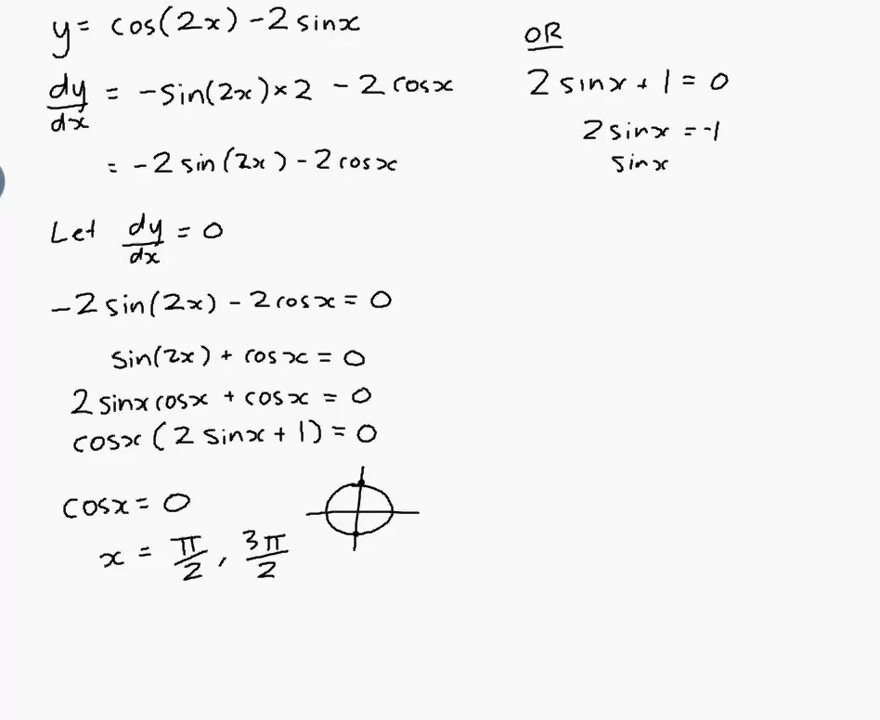 y = cos(2x) - 2 sinx
dy/dx = -sin(2x) × 2 - 2 cosx
= -2 sin(2x) - 2 cosx
Let dy/dx = 0
-2 sin(2x) - 2 cosx = 0
sin(2x) + cosx = 0
2 sinx cosx + cosx = 0
cosx (2 sinx + 1) = 0
cosx = 0
x = π/2, 3π/2
OR
2 sinx + 1 = 0
2 sinx = -1
sinx